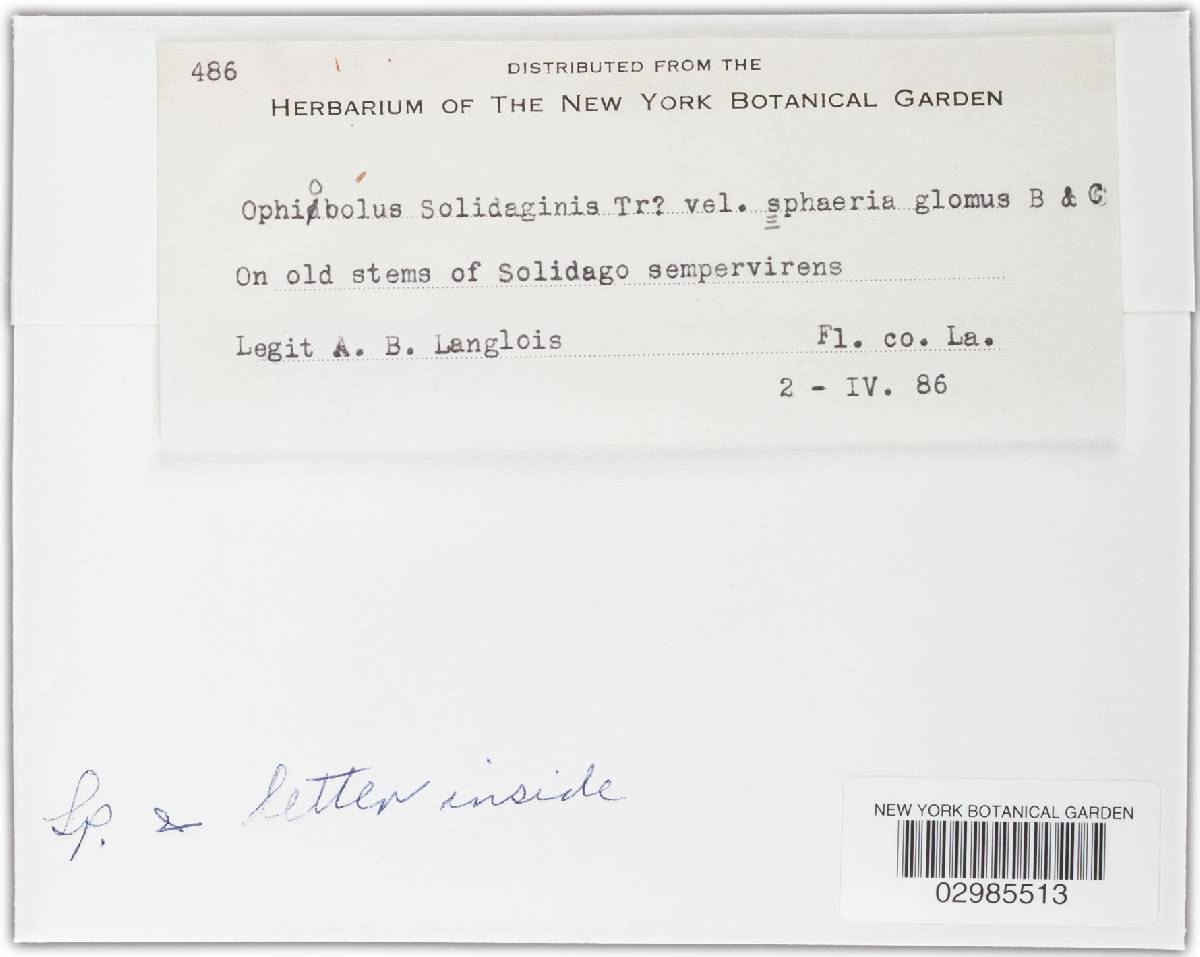 486
DISTRIBUTED FROM THE
HERBARIUM OF THE NEW YORK BOTANICAL GARDEN
Ophiobolus Solidaginis Tr? vel. sphaeria glomus B & C
On old stems of Solidago sempervirens
Legit A. B. Langlois Fl. co. La.
2 - IV. 86
Sp. & letter inside
NEW YORK BOTANICAL GARDEN
02985513